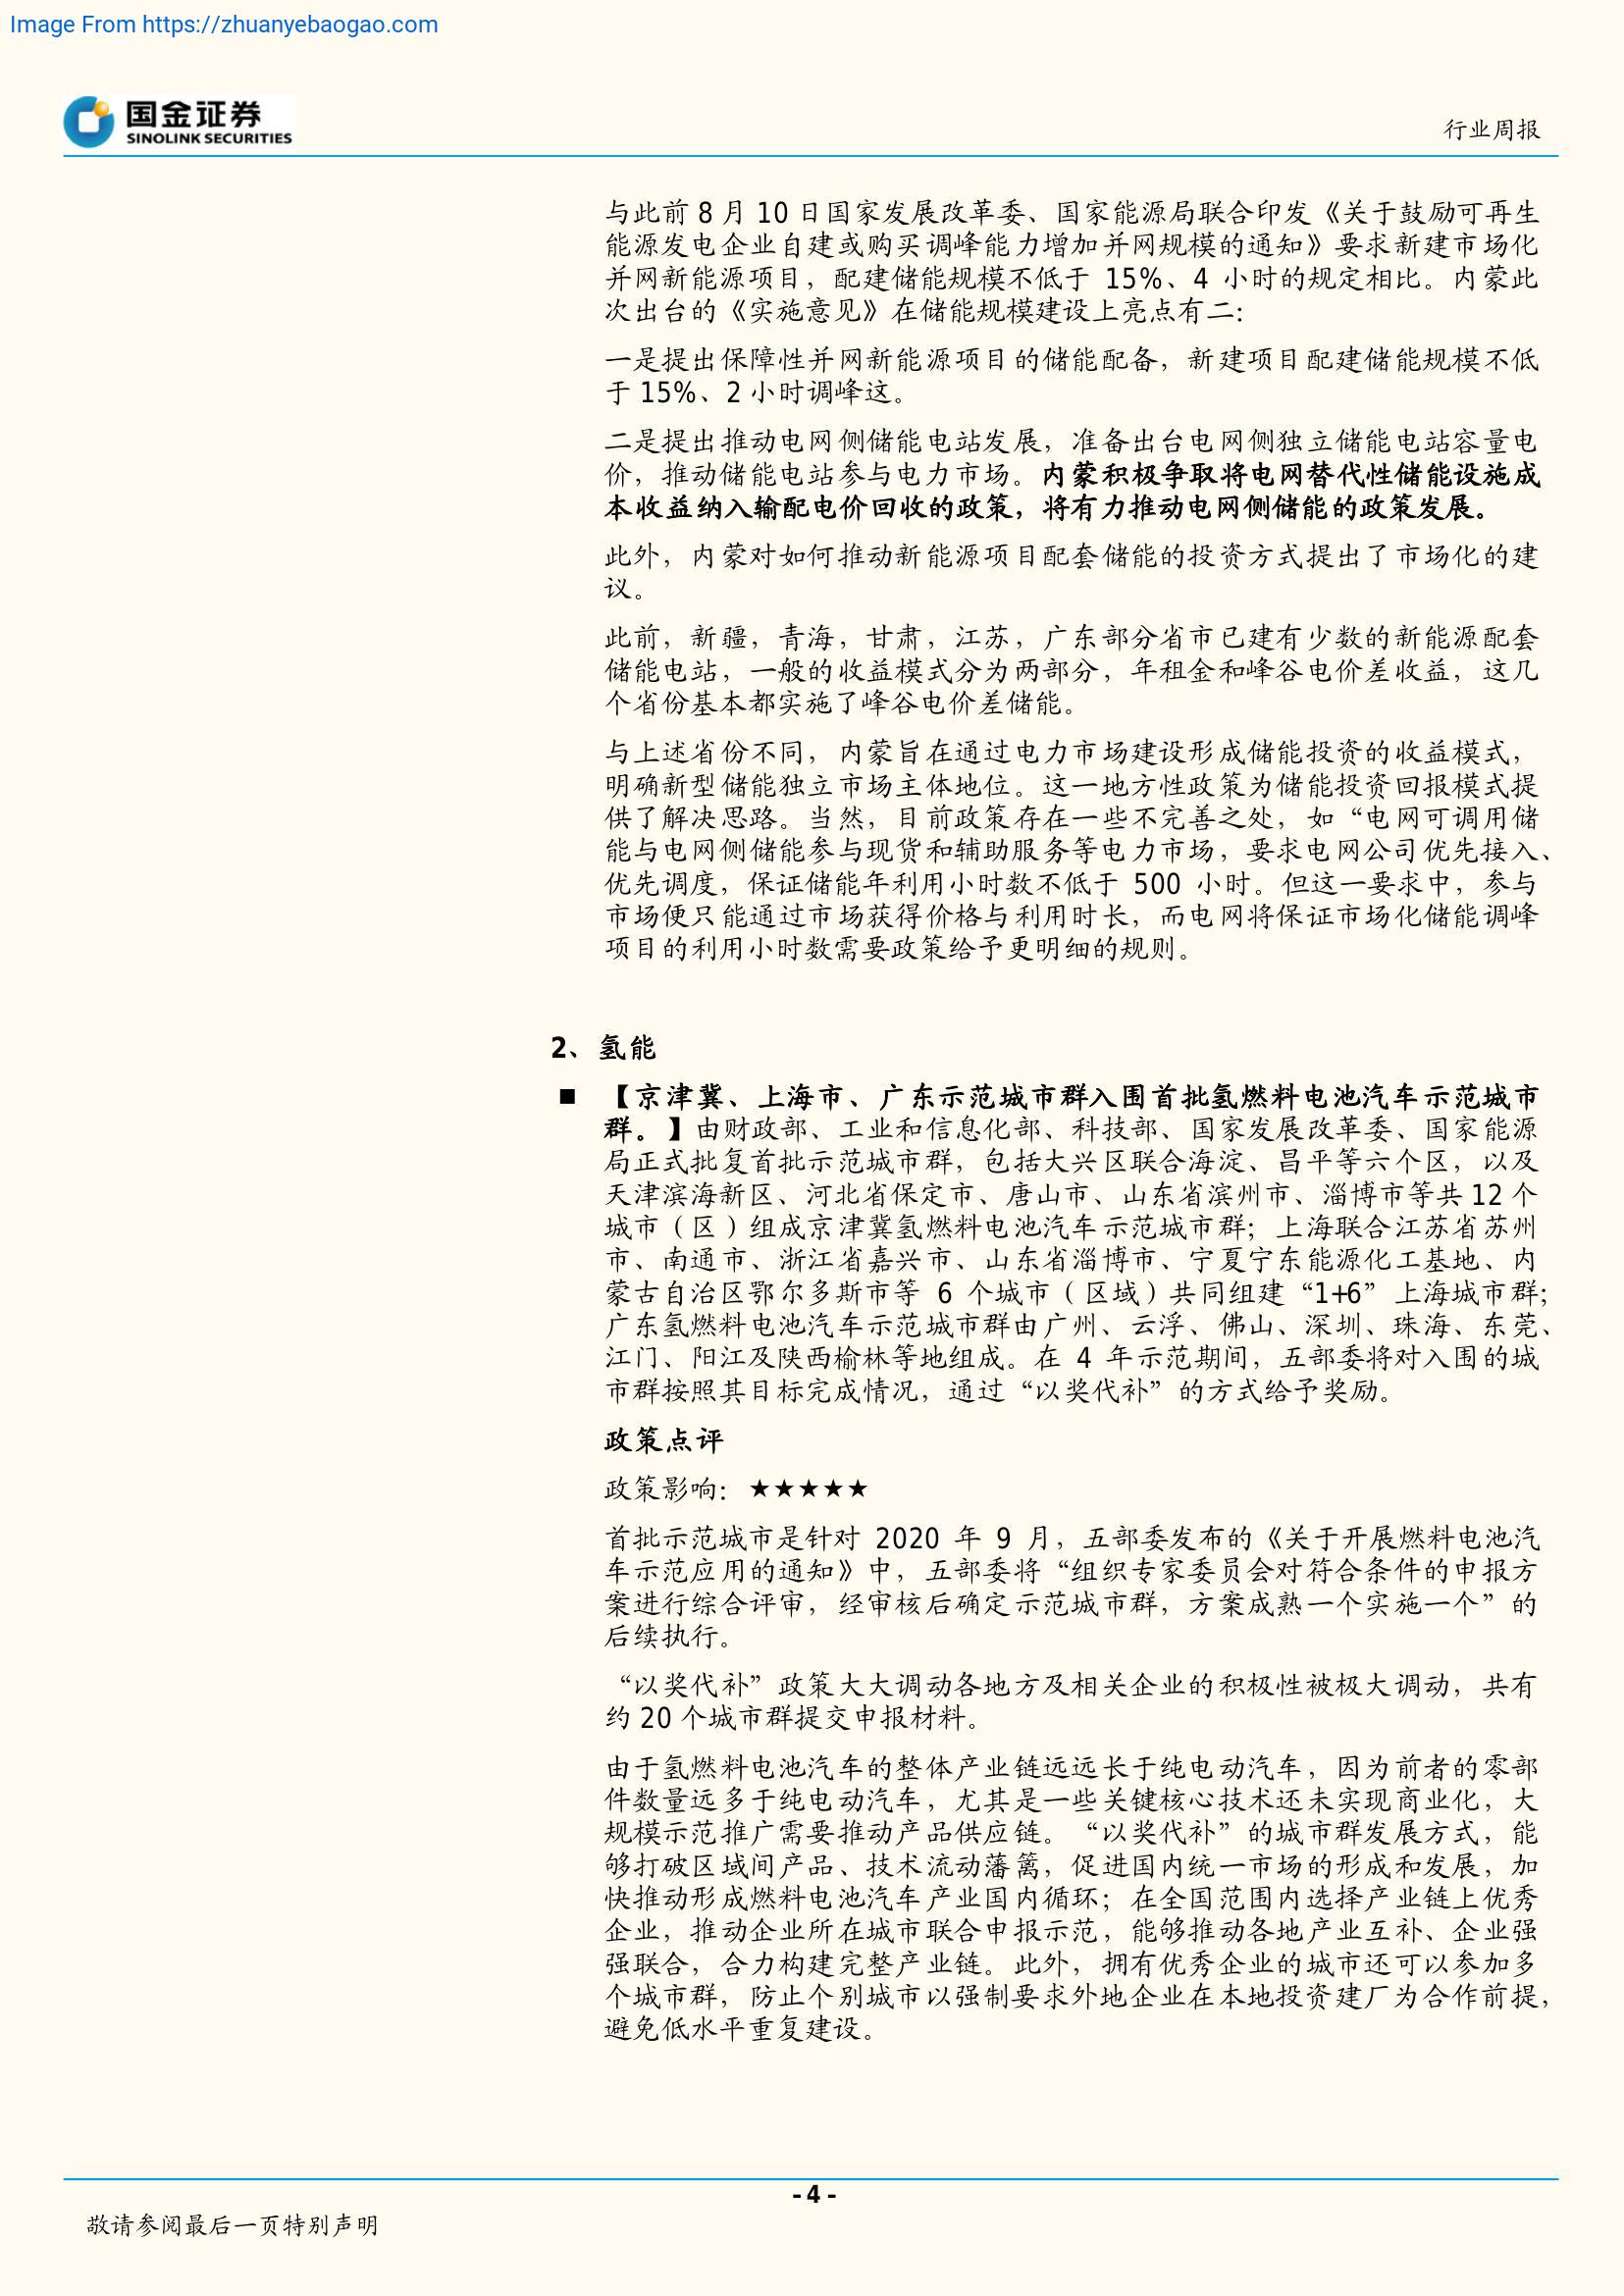 Image From https://zhuanyebaogao.com
国金证券
SINOLINK SECURITIES
行业周报
与此前 8 月 10 日国家发展改革委、国家能源局联合印发《关于鼓励可再生
能源发电企业自建或购买调峰能力增加并网规模的通知》要求新建市场化
并网新能源项目，配建储能规模不低于 15%、4 小时的规定相比。内蒙此
次出台的《实施意见》在储能规模建设上亮点有二：
一是提出保障性并网新能源项目的储能配备，新建项目配建储能规模不低
于 15%、2 小时调峰这。
二是提出推动电网侧储能电站发展，准备出台电网侧独立储能电站容量电
价，推动储能电站参与电力市场。内蒙积极争取将电网替代性储能设施成
本收益纳入输配电价回收的政策，将有力推动电网侧储能的政策发展。
此外，内蒙对如何推动新能源项目配套储能的投资方式提出了市场化的建
议。
此前，新疆，青海，甘肃，江苏，广东部分省市已建有少数的新能源配套
储能电站，一般的收益模式分为两部分，年租金和峰谷电价差收益，这几
个省份基本都实施了峰谷电价差储能。
与上述省份不同，内蒙旨在通过电力市场建设形成储能投资的收益模式，
明确新型储能独立市场主体地位。这一地方性政策为储能投资回报模式提
供了解决思路。当然，目前政策存在一些不完善之处，如“电网可调用储
能与电网侧储能参与现货和辅助服务等电力市场，要求电网公司优先接入、
优先调度，保证储能年利用小时数不低于 500 小时。但这一要求中，参与
市场便只能通过市场获得价格与利用时长，而电网将保证市场化储能调峰
项目的利用小时数需要政策给予更明细的规则。
2、氢能
■ 【京津冀、上海市、广东示范城市群入围首批氢燃料电池汽车示范城市
群。】由财政部、工业和信息化部、科技部、国家发展改革委、国家能源
局正式批复首批示范城市群，包括大兴区联合海淀、昌平等六个区，以及
天津滨海新区、河北省保定市、唐山市、山东省滨州市、淄博市等共 12 个
城市（区）组成京津冀氢燃料电池汽车示范城市群；上海联合江苏省苏州
市、南通市、浙江省嘉兴市、山东省淄博市、宁夏宁东能源化工基地、内
蒙古自治区鄂尔多斯市等 6 个城市（区域）共同组建“1+6”上海城市群；
广东氢燃料电池汽车示范城市群由广州、云浮、佛山、深圳、珠海、东莞、
江门、阳江及陕西榆林等地组成。在 4 年示范期间，五部委将对入围的城
市群按照其目标完成情况，通过“以奖代补”的方式给予奖励。
政策点评
政策影响：★★★★★
首批示范城市是针对 2020 年 9 月，五部委发布的《关于开展燃料电池汽
车示范应用的通知》中，五部委将“组织专家委员会对符合条件的申报方
案进行综合评审，经审核后确定示范城市群，方案成熟一个实施一个”的
后续执行。
“以奖代补”政策大大调动各地方及相关企业的积极性被极大调动，共有
约 20 个城市群提交申报材料。
由于氢燃料电池汽车的整体产业链远远长于纯电动汽车，因为前者的零部
件数量远多于纯电动汽车，尤其是一些关键核心技术还未实现商业化，大
规模示范推广需要推动产品供应链。“以奖代补”的城市群发展方式，能
够打破区域间产品、技术流动藩篱，促进国内统一市场的形成和发展，加
快推动形成燃料电池汽车产业国内循环；在全国范围内选择产业链上优秀
企业，推动企业所在城市联合申报示范，能够推动各地产业互补、企业强
强联合，合力构建完整产业链。此外，拥有优秀企业的城市还可以参加多
个城市群，防止个别城市以强制要求外地企业在本地投资建厂为合作前提，
避免低水平重复建设。
- 4 -
敬请参阅最后一页特别声明